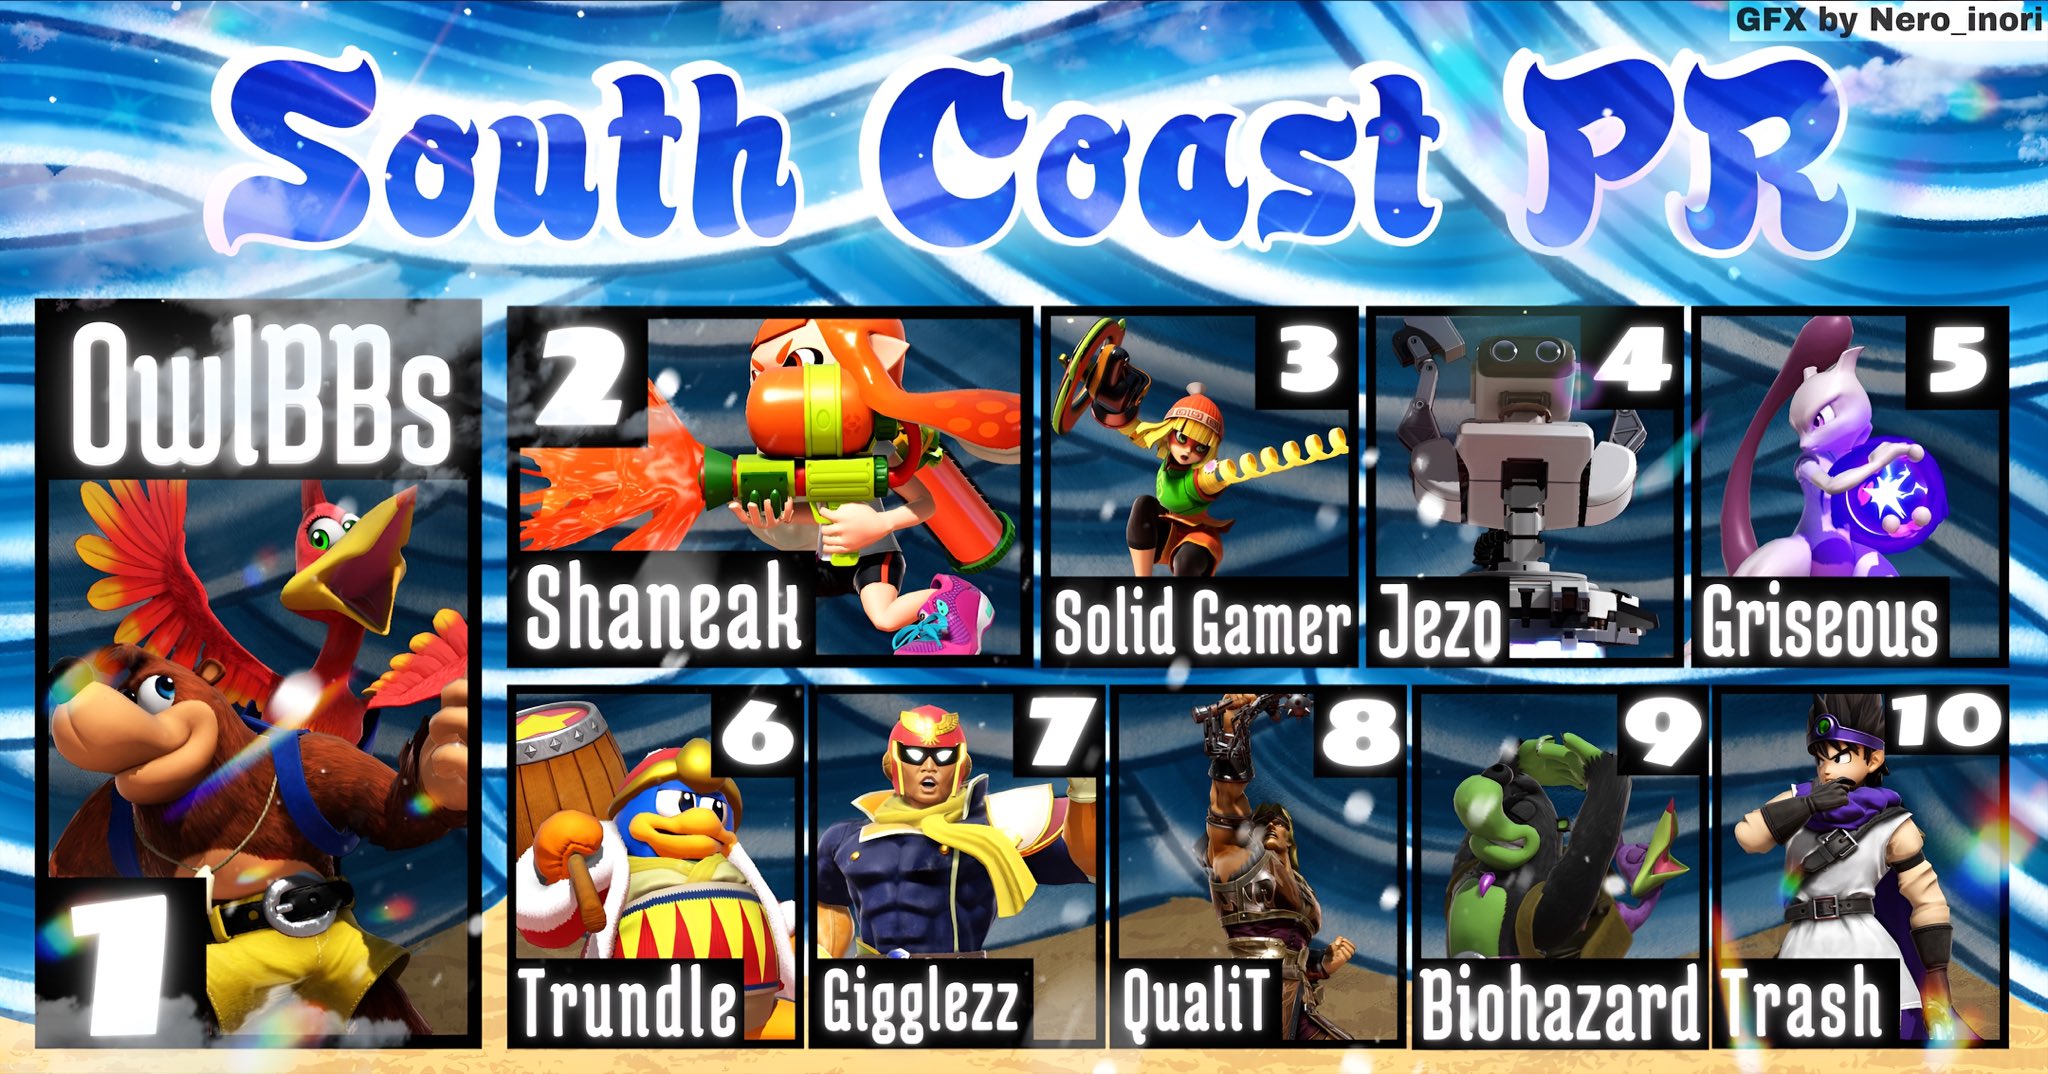 GFX by Nero_inori
South Coast PR
OwlBBs
1
2
Shaneak
3
Solid Gamer
4
Jezo
5
Griseous
6
Trundle
7
Gigglezz
8
QualiT
9
Biohazard
10
Trash